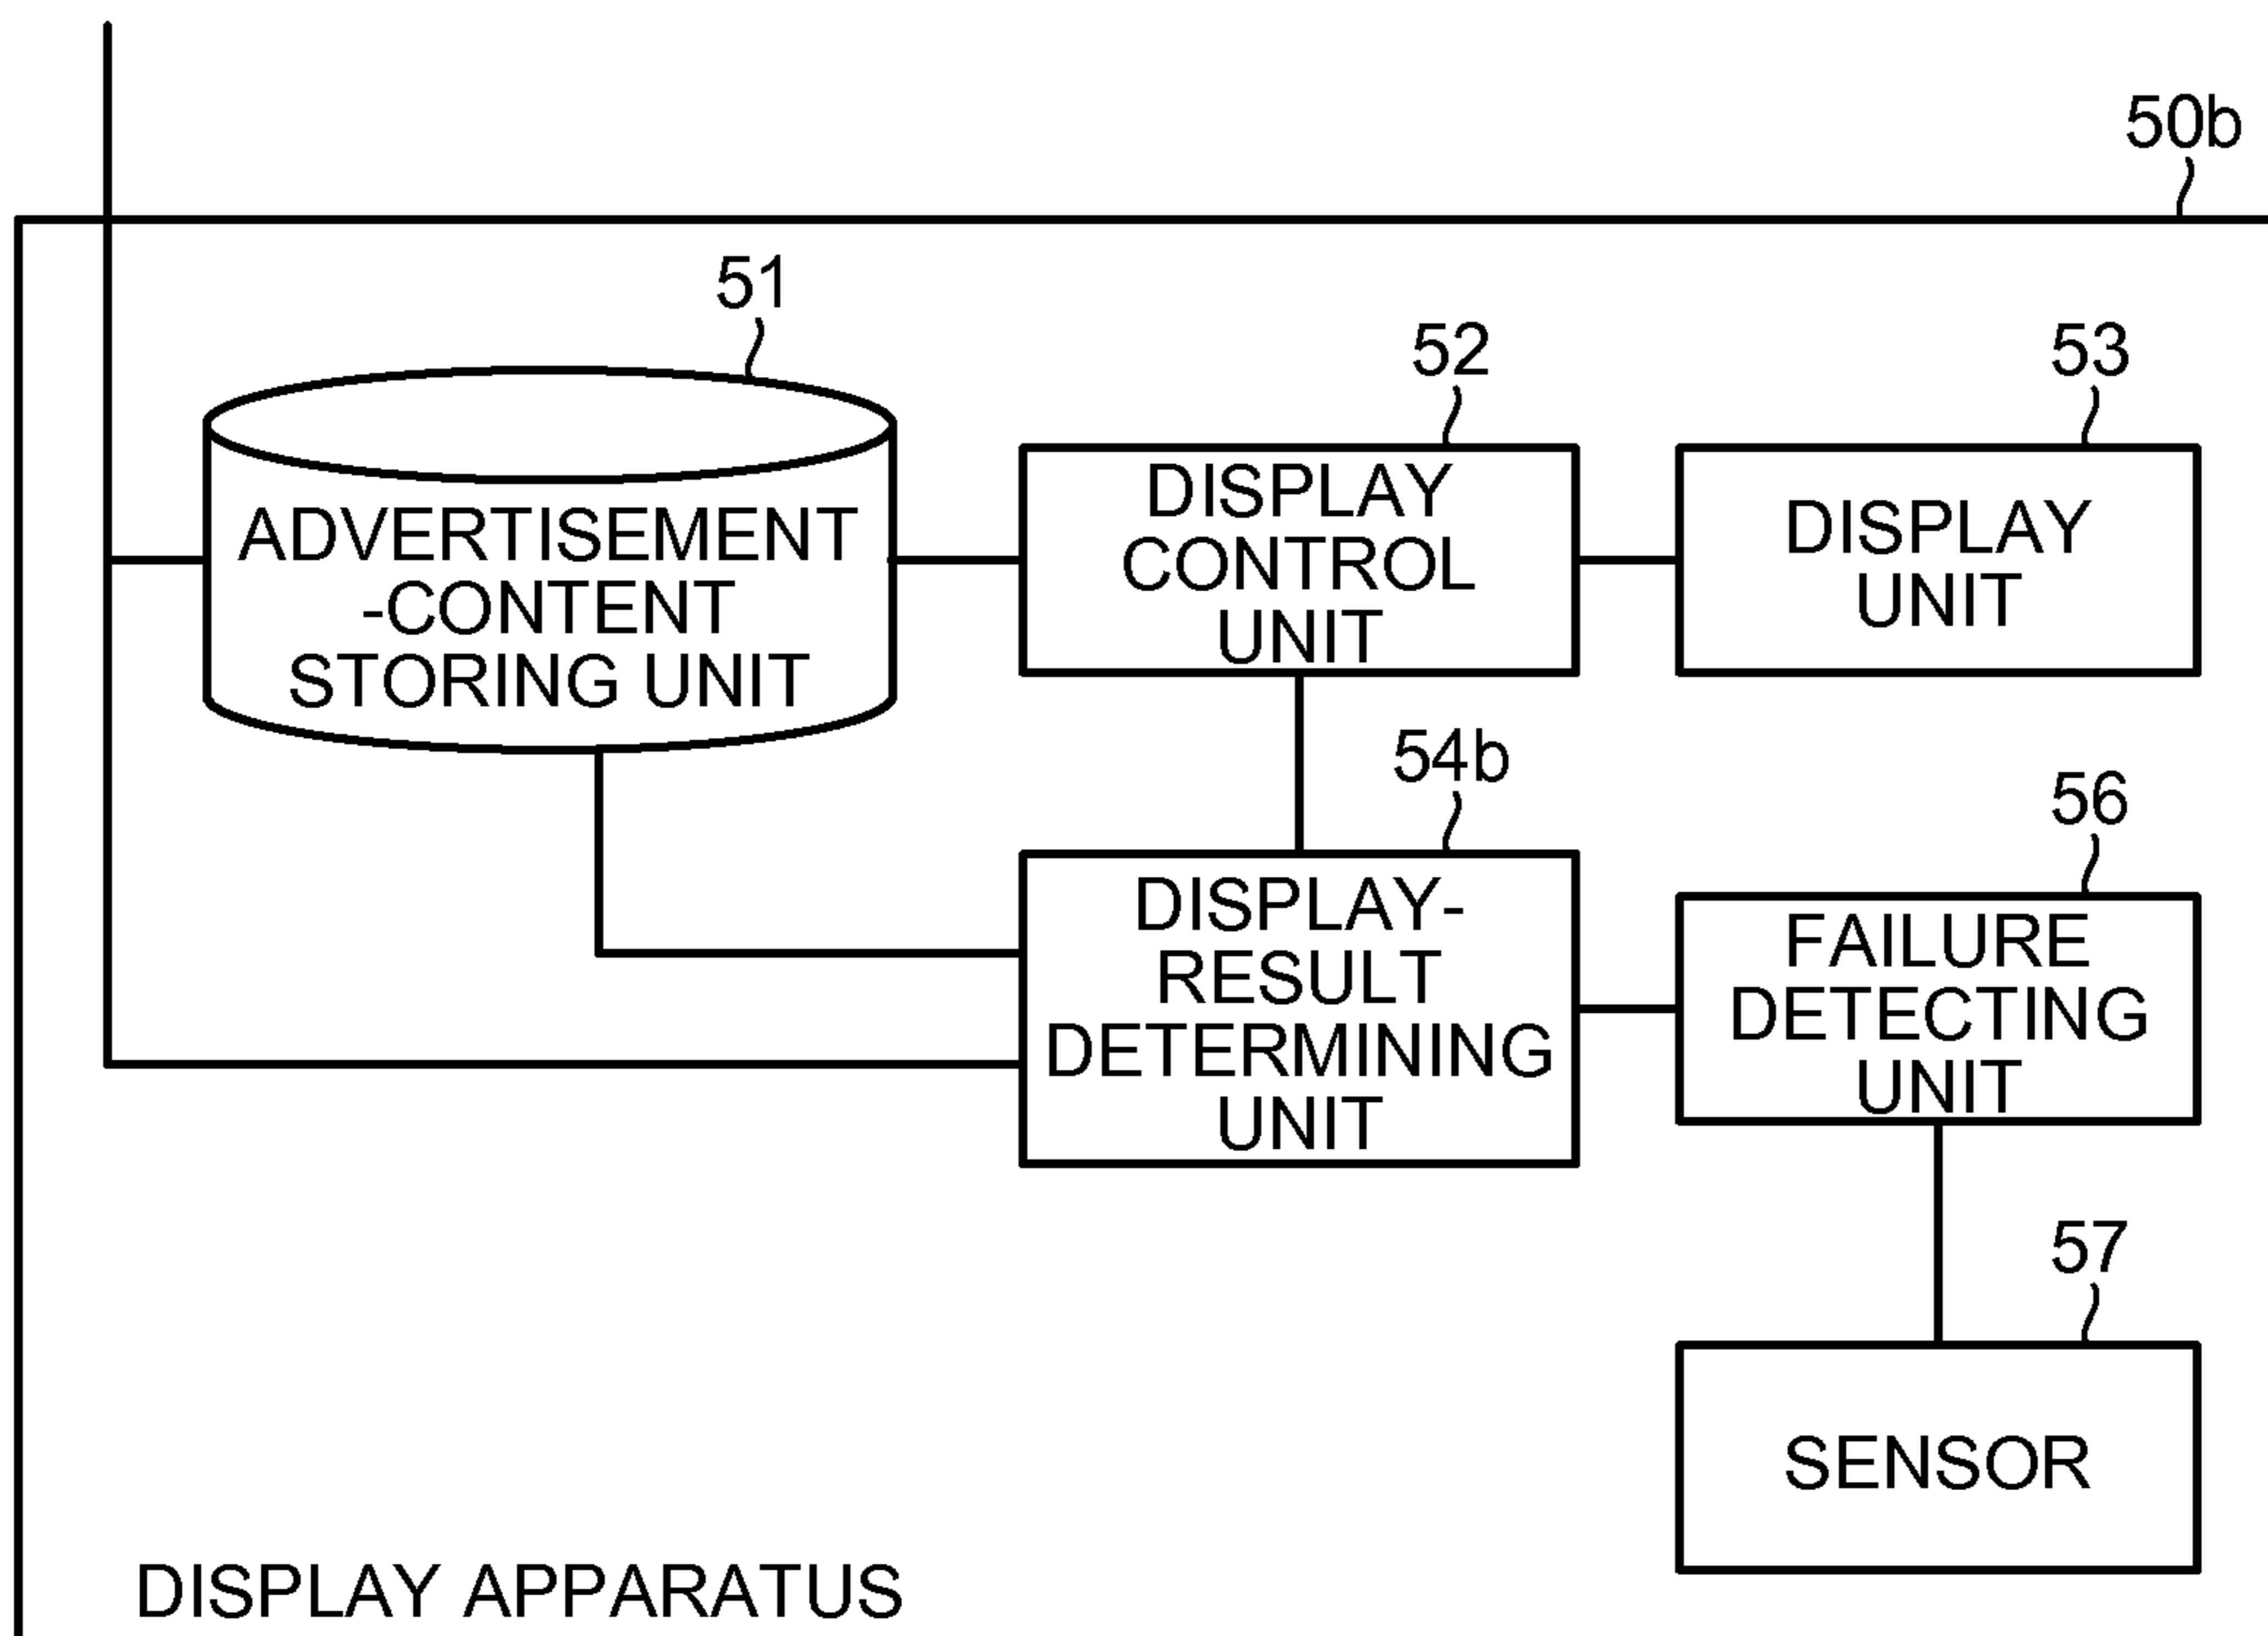 50b
51
52
53
ADVERTISEMENT
-CONTENT
STORING UNIT
DISPLAY
CONTROL
UNIT
DISPLAY
UNIT
54b
56
DISPLAY-
RESULT
DETERMINING
UNIT
FAILURE
DETECTING
UNIT
57
SENSOR
DISPLAY APPARATUS